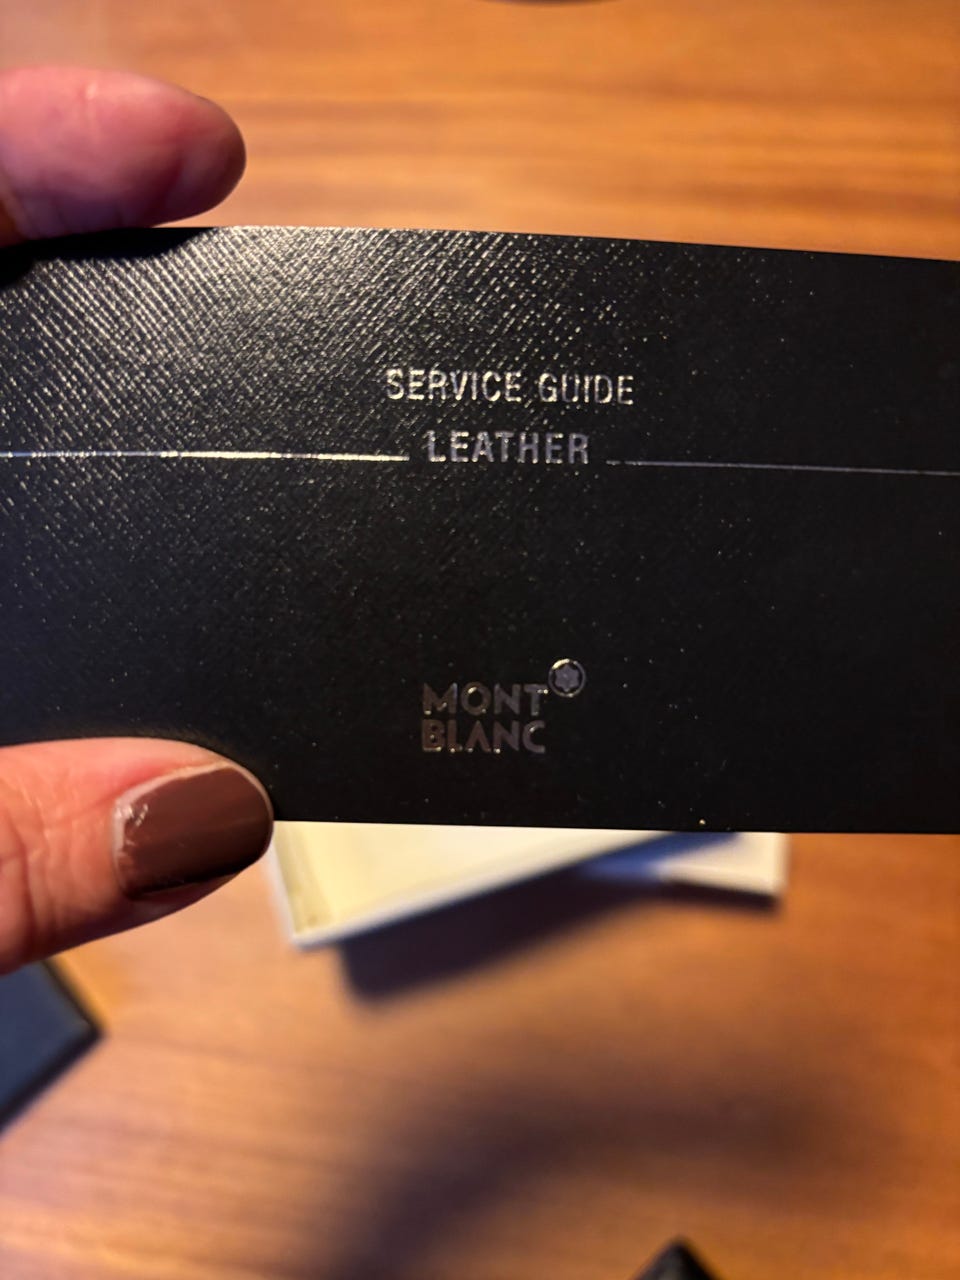 SERVICE GUIDE
LEATHER
MONT
BLANC